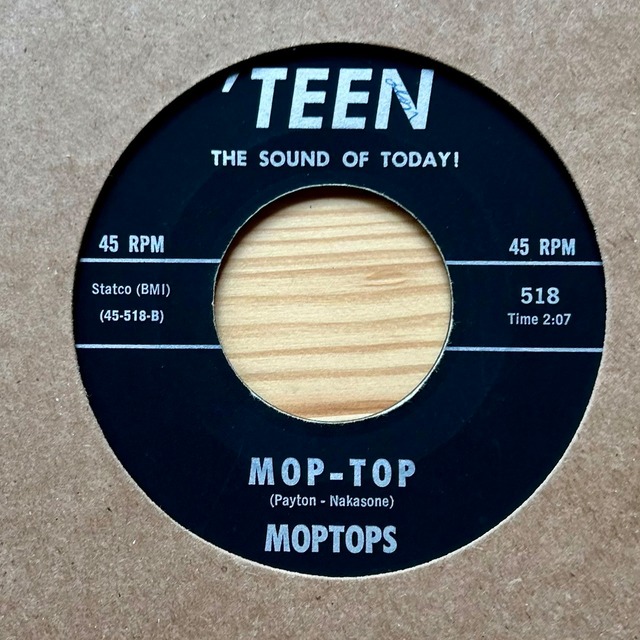 'TEEN
THE SOUND OF TODAY!
45 RPM
45 RPM
Statco (BMI)
(45-518-B)
518
Time 2:07
MOP-TOP
(Payton - Nakasone)
MOPTOPS